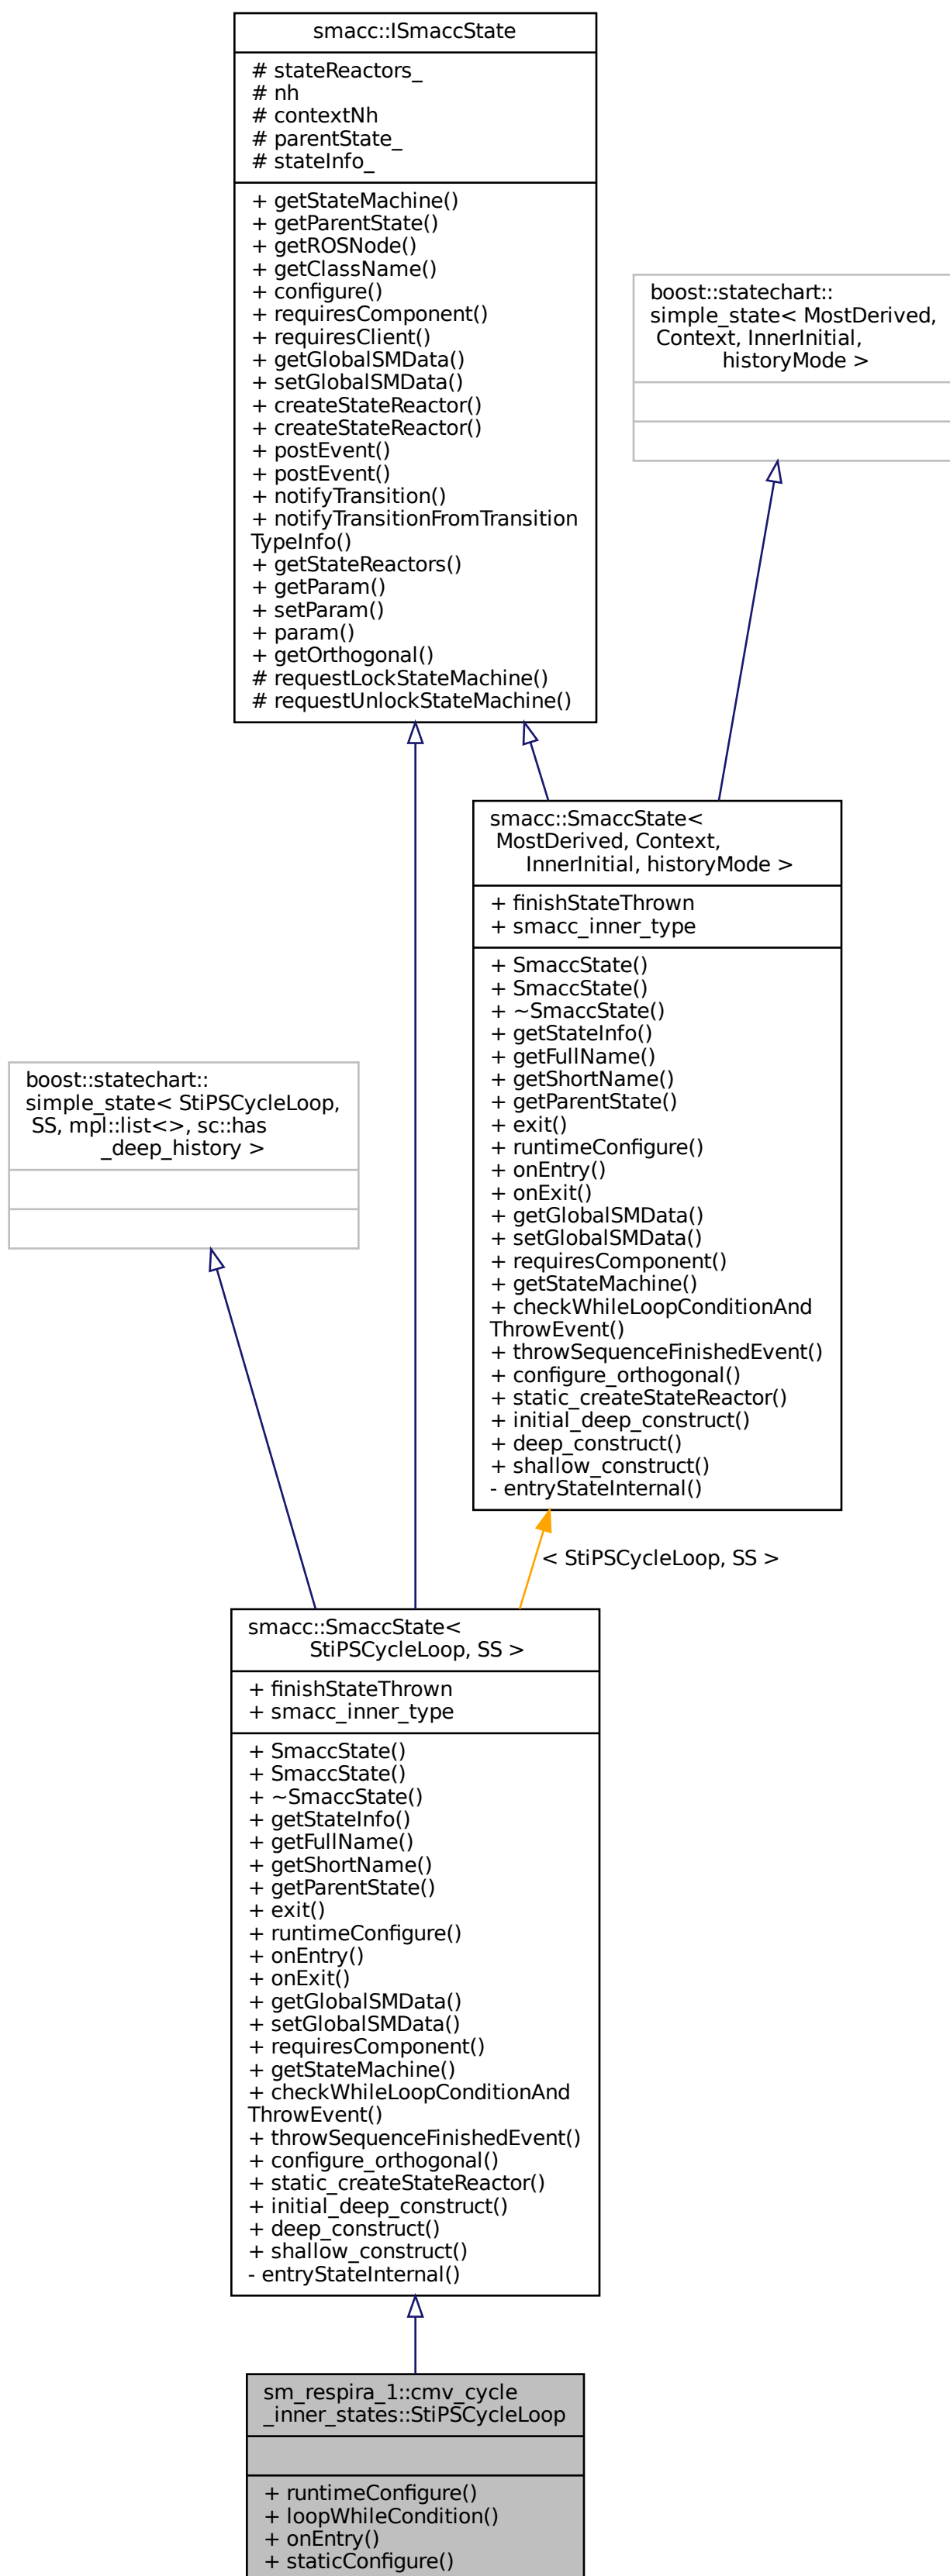 smacc::ISmaccState
# stateReactors_
# nh
# contextNh
# parentState_
# stateInfo_
+ getStateMachine()
+ getParentState()
+ getROSNode()
+ getClassName()
+ configure()
+ requiresComponent()
+ requiresClient()
+ getGlobalSMData()
+ setGlobalSMData()
+ createStateReactor()
+ createStateReactor()
+ postEvent()
+ postEvent()
+ notifyTransition()
+ notifyTransitionFromTransition
TypeInfo()
+ getStateReactors()
+ getParam()
+ setParam()
+ param()
+ getOrthogonal()
# requestLockStateMachine()
# requestUnlockStateMachine()
boost::statechart::
simple_state< MostDerived,
Context, InnerInitial,
historyMode >
smacc::SmaccState<
MostDerived, Context,
InnerInitial, historyMode >
+ finishStateThrown
+ smacc_inner_type
+ SmaccState()
+ SmaccState()
+ ~SmaccState()
+ getStateInfo()
+ getFullName()
+ getShortName()
+ getParentState()
+ exit()
+ runtimeConfigure()
+ onEntry()
+ onExit()
+ getGlobalSMData()
+ setGlobalSMData()
+ requiresComponent()
+ getStateMachine()
+ checkWhileLoopConditionAnd
ThrowEvent()
+ throwSequenceFinishedEvent()
+ configure_orthogonal()
+ static_createStateReactor()
+ initial_deep_construct()
+ deep_construct()
+ shallow_construct()
- entryStateInternal()
boost::statechart::
simple_state< StiPSCycleLoop,
SS, mpl::list<>, sc::has
_deep_history >
< StiPSCycleLoop, SS >
smacc::SmaccState<
StiPSCycleLoop, SS >
+ finishStateThrown
+ smacc_inner_type
+ SmaccState()
+ SmaccState()
+ ~SmaccState()
+ getStateInfo()
+ getFullName()
+ getShortName()
+ getParentState()
+ exit()
+ runtimeConfigure()
+ onEntry()
+ onExit()
+ getGlobalSMData()
+ setGlobalSMData()
+ requiresComponent()
+ getStateMachine()
+ checkWhileLoopConditionAnd
ThrowEvent()
+ throwSequenceFinishedEvent()
+ configure_orthogonal()
+ static_createStateReactor()
+ initial_deep_construct()
+ deep_construct()
+ shallow_construct()
- entryStateInternal()
sm_respira_1::cmv_cycle
_inner_states::StiPSCycleLoop
+ runtimeConfigure()
+ loopWhileCondition()
+ onEntry()
+ staticConfigure()